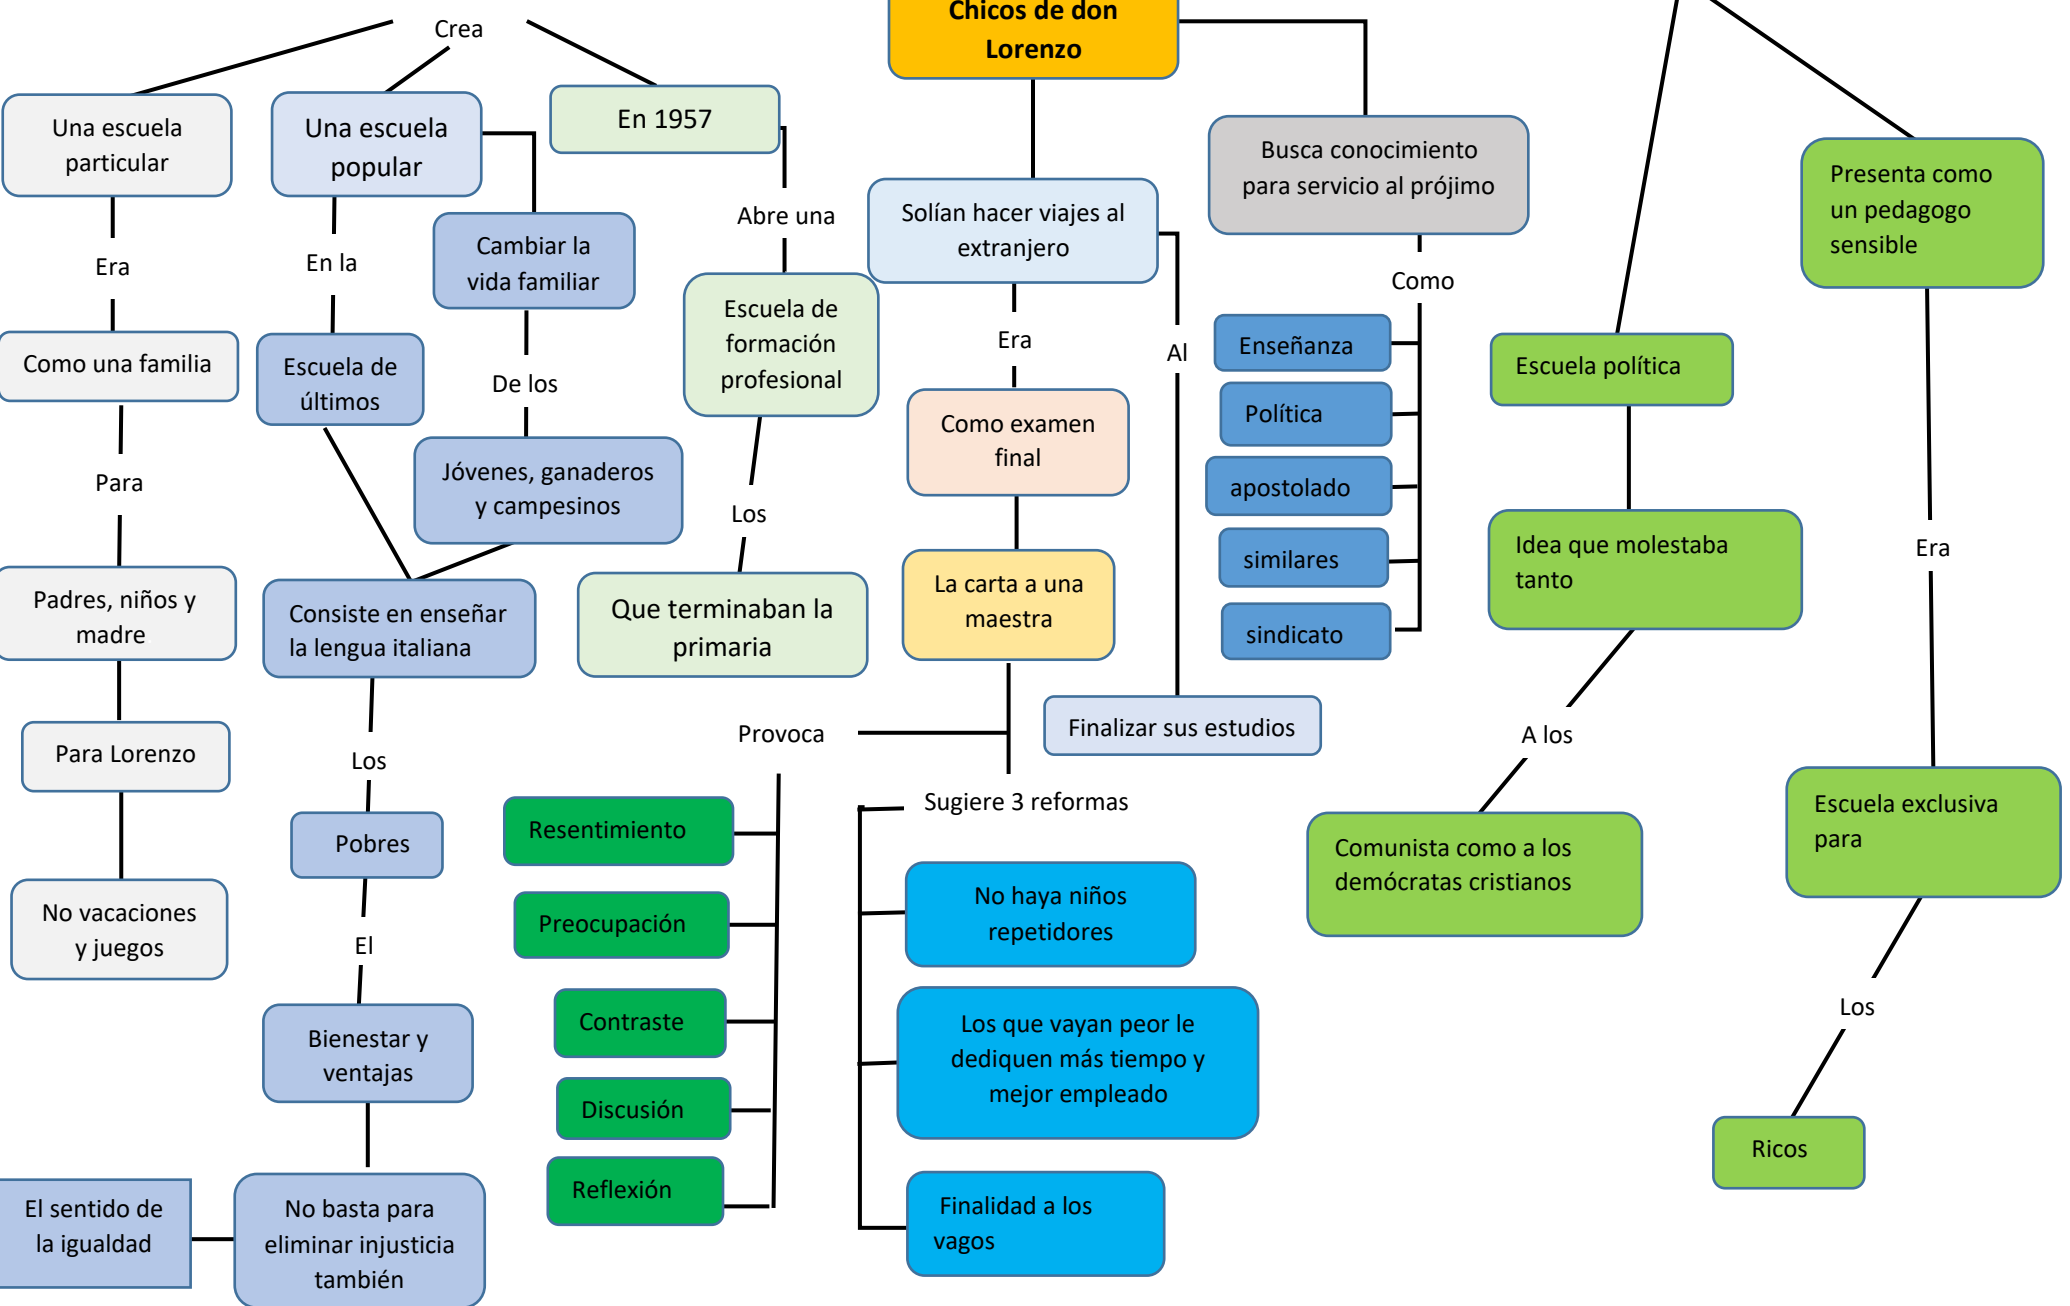 Crea
Una escuela
particular
Era
Como una familia
Para
Padres, niños y
madre
Para Lorenzo
No vacaciones
y juegos
Una escuela
popular
En la
Escuela de
últimos
Cambiar la
vida familiar
De los
Jóvenes, ganaderos
y campesinos
Consiste en enseñar
la lengua italiana
Los
Pobres
El
Bienestar y
ventajas
No basta para
eliminar injusticia
también
El sentido de
la igualdad
En 1957
Abre una
Escuela de
formación
profesional
Los
Que terminaban la
primaria
Chicos de don
Lorenzo
Solían hacer viajes al
extranjero
Era
Como examen
final
La carta a una
maestra
Al
Finalizar sus estudios
Provoca
Resentimiento
Preocupación
Contraste
Discusión
Reflexión
Sugiere 3 reformas
No haya niños
repetidores
Los que vayan peor le
dediquen más tiempo y
mejor empleado
Finalidad a los
vagos
Busca conocimiento
para servicio al prójimo
Como
Enseñanza
Política
apostolado
similares
sindicato
Escuela política
Idea que molestaba
tanto
A los
Comunista como a los
demócratas cristianos
Presenta como
un pedagogo
sensible
Era
Escuela exclusiva
para
Los
Ricos